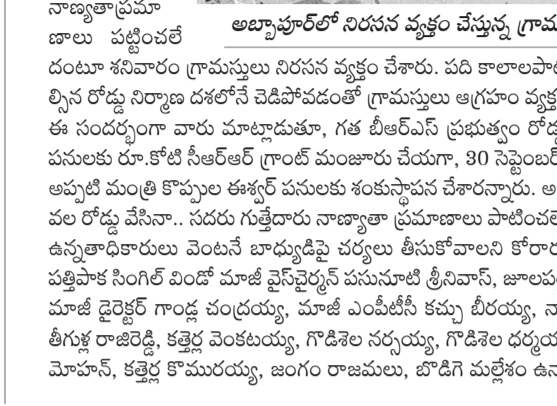 నాణ్యతాప్రమా
ణాలు పట్టించలే
అబ్బాపూర్‌లో నిరసన వ్యక్తం చేస్తున్న గ్రామ
దంటూ శనివారం గ్రామస్తులు నిరసన వ్యక్తం చేశారు. పది కాలాలపాట
ల్సిన రోడ్డు నిర్మాణ దశలోనే చెడిపోవడంతో గ్రామస్తులు ఆగ్రహం వ్యక్త
ఈ సందర్భంగా వారు మాట్లాడుతూ, గత బీఆర్ఎస్ ప్రభుత్వం రోడ్డ
పనులకు రూ.కోటి సీఆర్ఆర్ గ్రాంట్ మంజూరు చేయగా, 30 సెప్టెంబర్
అప్పటి మంత్రి కొప్పుల ఈశ్వర్ పనులకు శంకుస్థాపన చేశారన్నారు. అ
వల రోడ్డు వేసినా.. సదరు గుత్తేదారు నాణ్యాతా ప్రమాణాలు పాటించలే
ఉన్నతాధికారులు వెంటనే బాధ్యుడిపై చర్యలు తీసుకోవాలని కోరార
పత్తిపాక సింగిల్ విండో మాజీ వైస్‌చైర్మన్ పసునూటి శ్రీనివాస్, జూలప
మాజీ డైరెక్టర్ గాండ్ల చంద్రయ్య, మాజీ ఎంపీటీసీ కచ్చు బీరయ్య, న
తీగుళ్ల రాజిరెడ్డి, కత్తెర్ల వెంకటయ్య, గొడిశెల నర్సయ్య, గొడిశెల ధర్మయ
మోహన్, కత్తెర్ల కొమురయ్య, జంగం రాజమలు, బొడిగె మల్లేశం ఉన